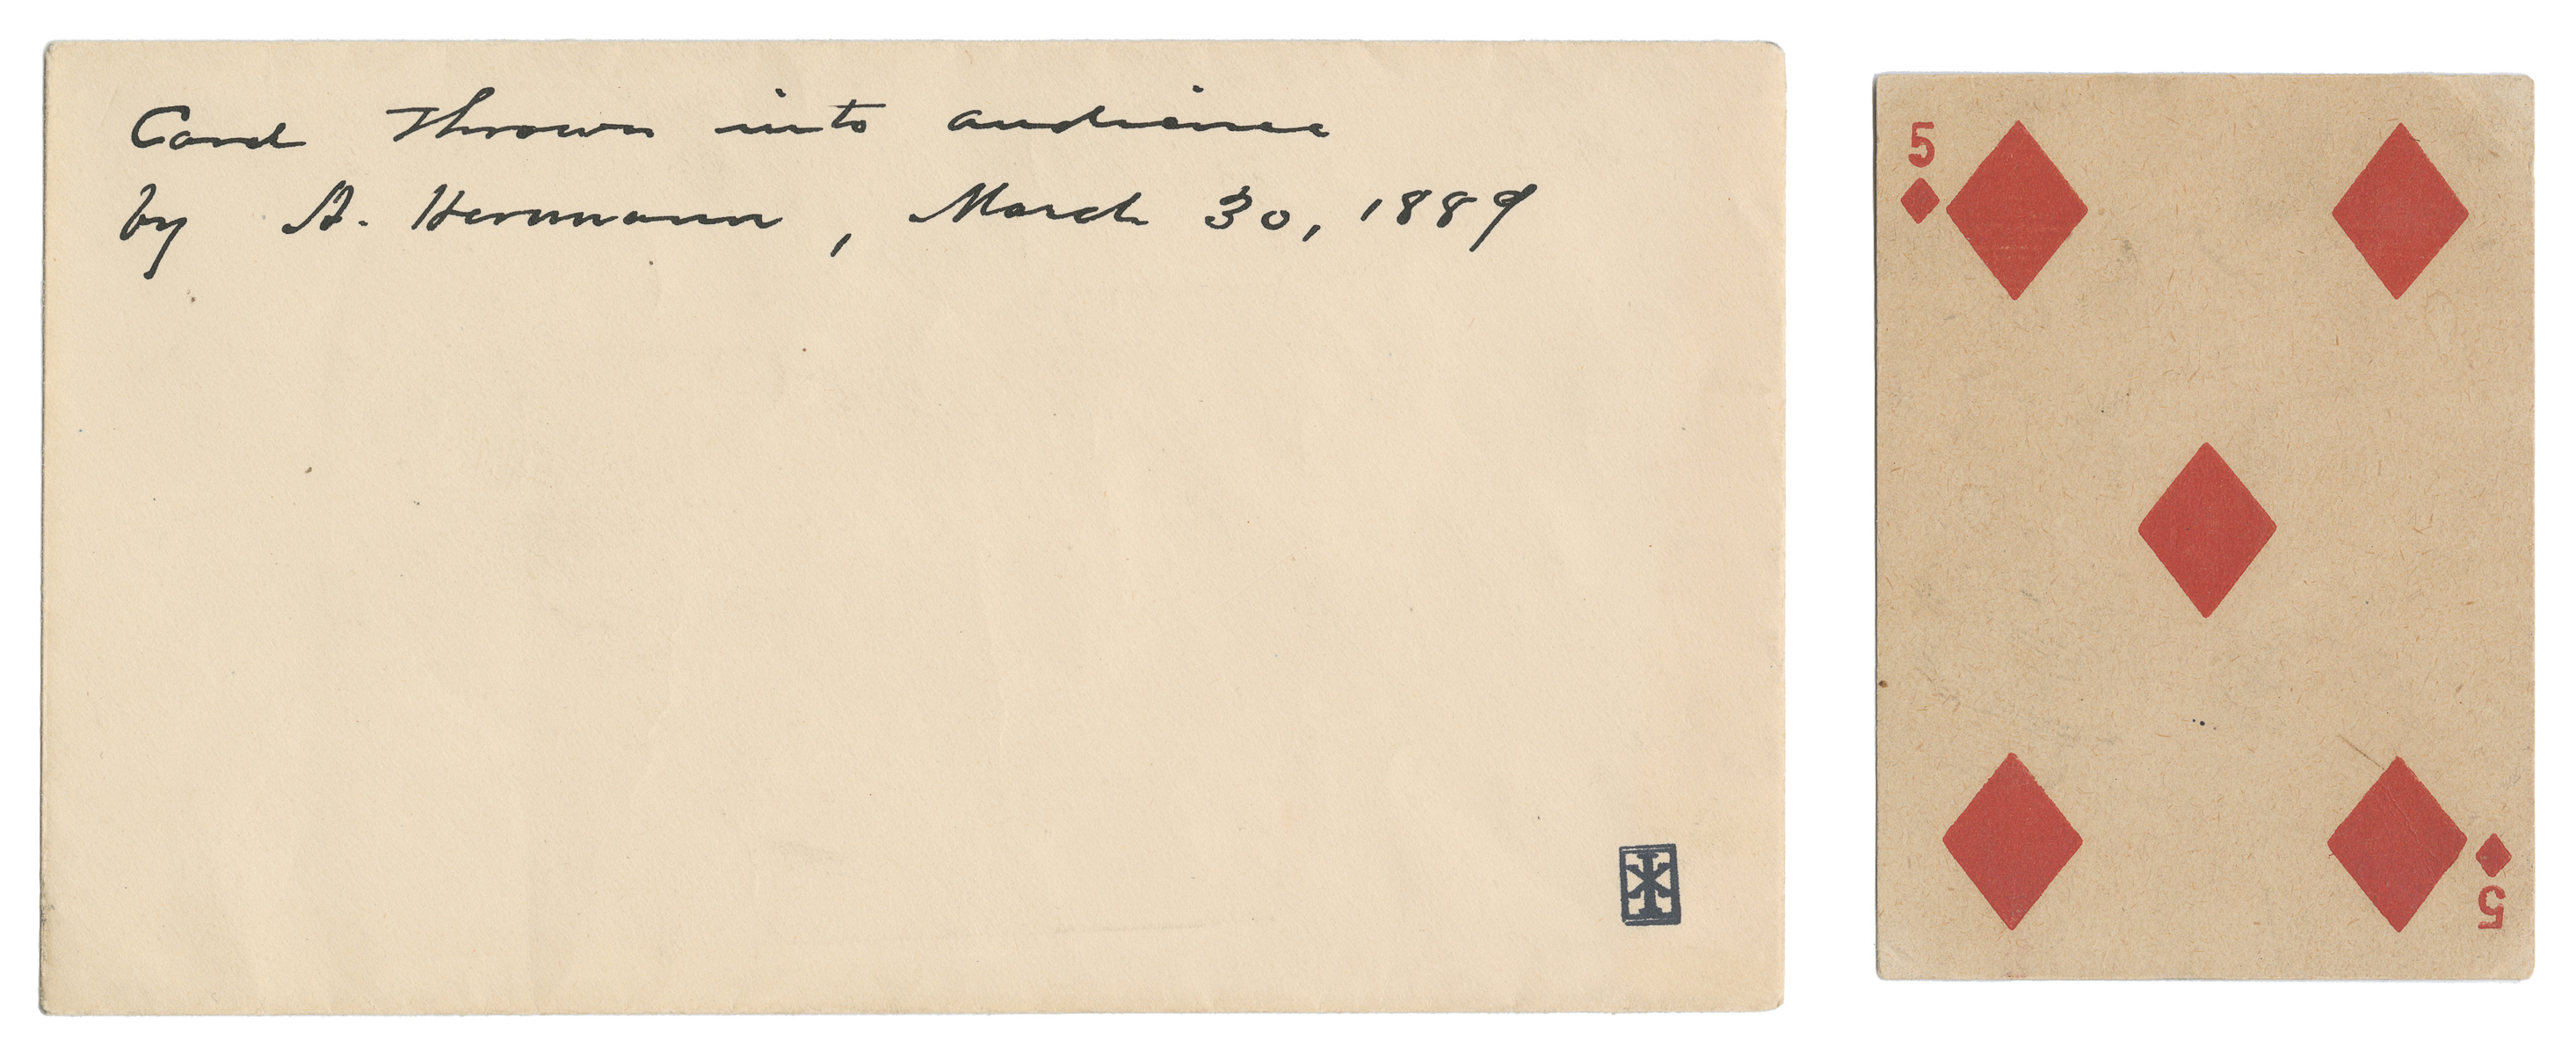 Card thrown into audience
by A. Herrmann, March 30, 1889
5
5